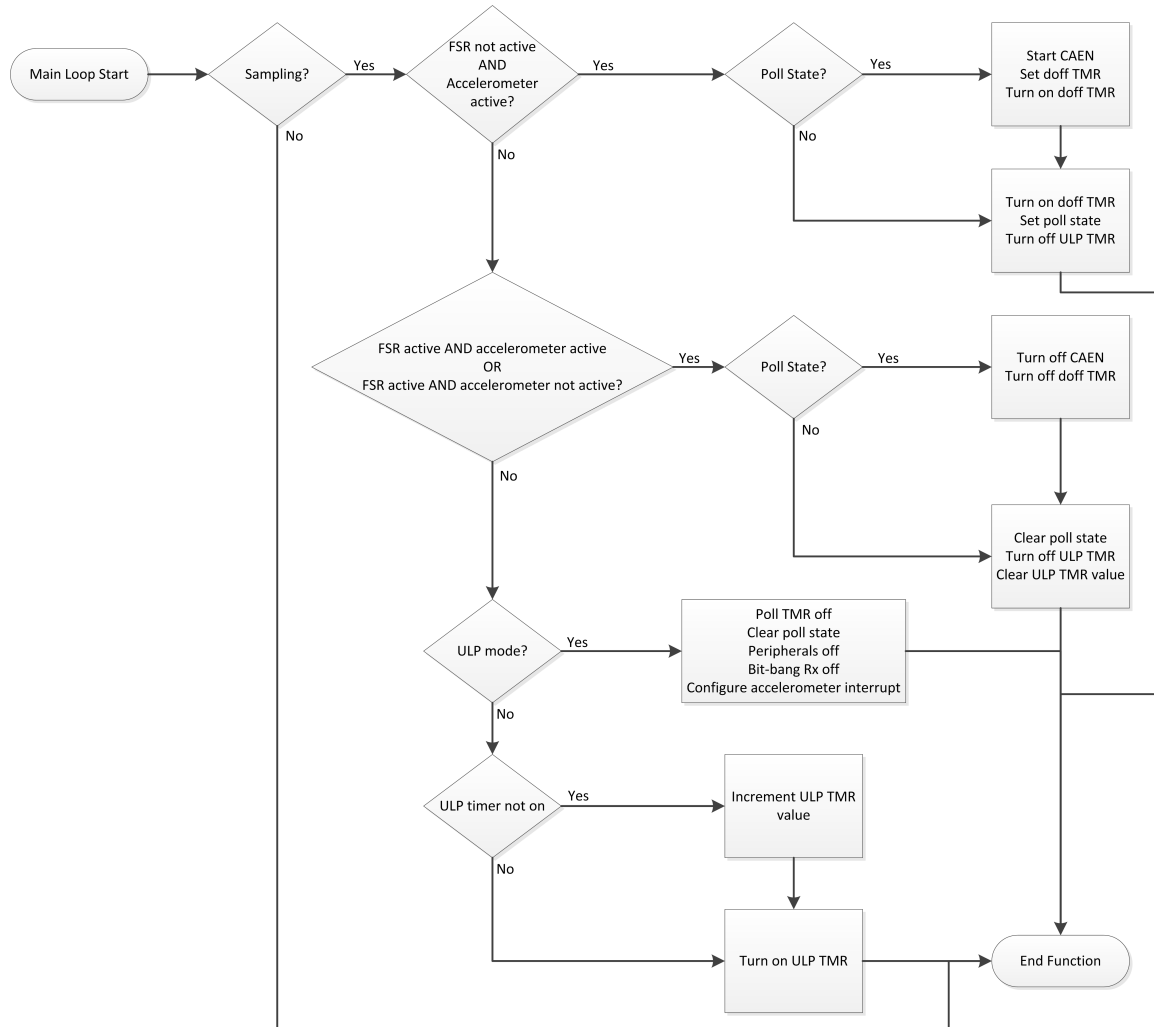 Main Loop Start
Sampling?
Yes
No
FSR not active
AND
Accelerometer
active?
Yes
No
Poll State?
Yes
No
Start CAEN
Set doff TMR
Turn on doff TMR
Turn on doff TMR
Set poll state
Turn off ULP TMR
FSR active AND accelerometer active
OR
FSR active AND accelerometer not active?
Yes
No
Poll State?
Yes
No
Turn off CAEN
Turn off doff TMR
Clear poll state
Turn off ULP TMR
Clear ULP TMR value
ULP mode?
Yes
No
Poll TMR off
Clear poll state
Peripherals off
Bit-bang Rx off
Configure accelerometer interrupt
ULP timer not on
Yes
No
Increment ULP TMR
value
Turn on ULP TMR
End Function